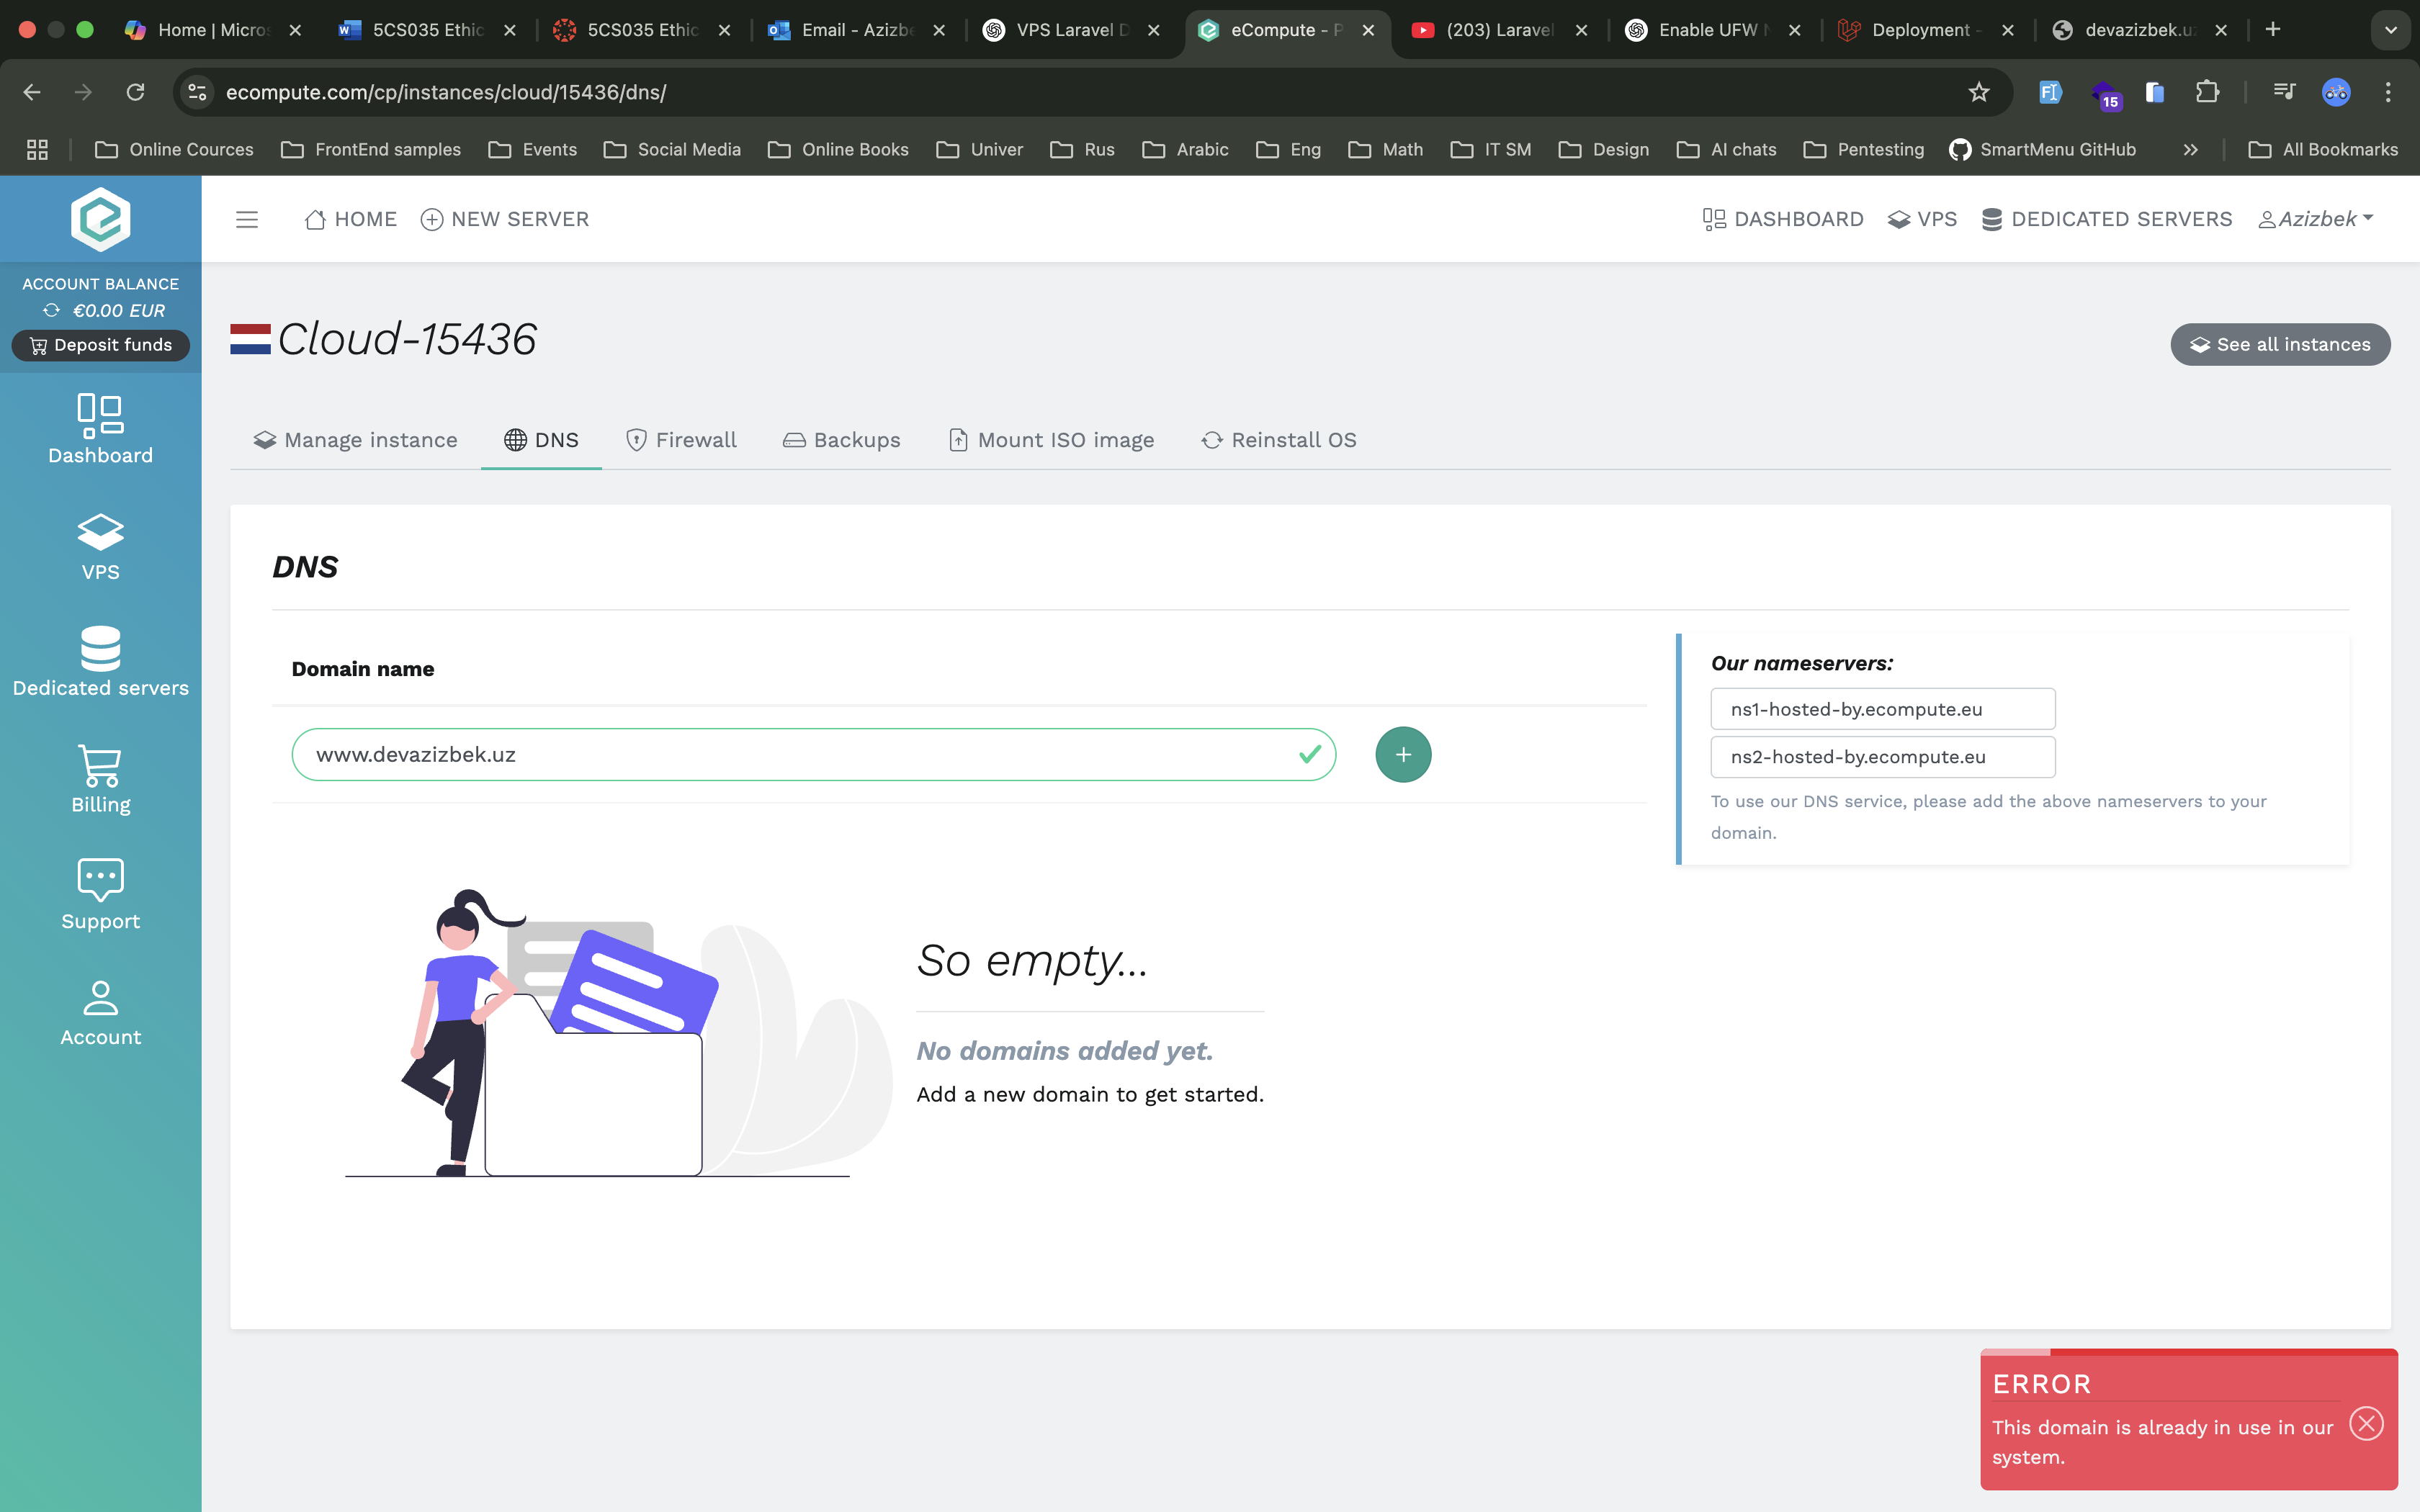 Home | Micros
5CS035 Ethic
5CS035 Ethic
Email - Azizbe
VPS Laravel D
eCompute - P
(203) Laravel
Enable UFW N
Deployment -
devazizbek.uz
ecompute.com/cp/instances/cloud/15436/dns/
15
Online Cources
FrontEnd samples
Events
Social Media
Online Books
Univer
Rus
Arabic
Eng
Math
IT SM
Design
AI chats
Pentesting
SmartMenu GitHub
All Bookmarks
HOME
NEW SERVER
DASHBOARD
VPS
DEDICATED SERVERS
Azizbek
ACCOUNT BALANCE
€0.00 EUR
Deposit funds
Dashboard
VPS
Dedicated servers
Billing
Support
Account
Cloud-15436
See all instances
Manage instance
DNS
Firewall
Backups
Mount ISO image
Reinstall OS
DNS
Domain name
www.devazizbek.uz
Our nameservers:
ns1-hosted-by.ecompute.eu
ns2-hosted-by.ecompute.eu
To use our DNS service, please add the above nameservers to your
domain.
So empty...
No domains added yet.
Add a new domain to get started.
ERROR
This domain is already in use in our
system.